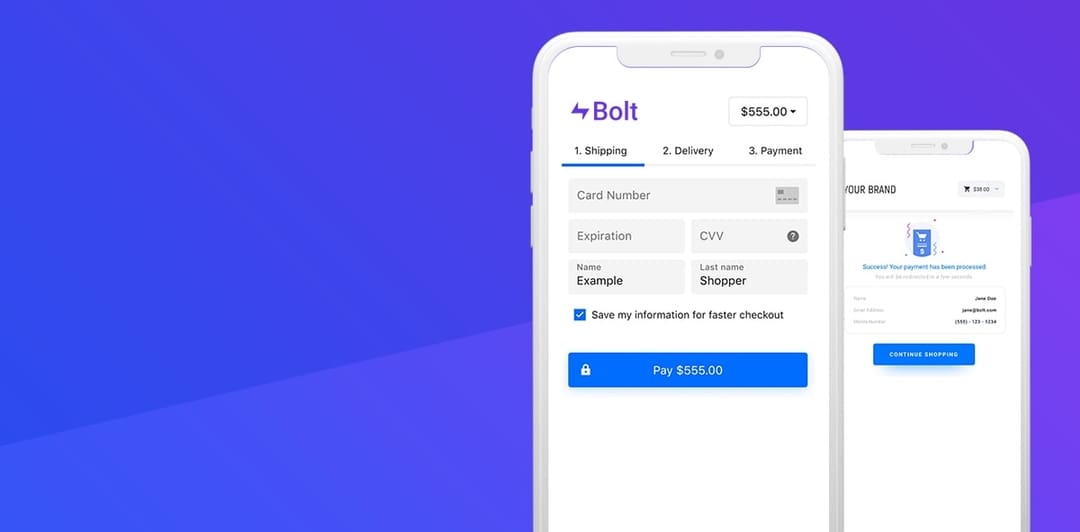 Bolt
$555.00
1. Shipping
2. Delivery
3. Payment
Card Number
Expiration
CVV
?
Name
Example
Last name
Shopper
Save my information for faster checkout
Pay $555.00
YOUR BRAND
$38.00
$
Success! Your payment has been processed
You will be redirected in a few seconds
Name
Jane Doe
Email Address
jane@bolt.com
Mobile Number
(555) - 123 - 1234
CONTINUE SHOPPING